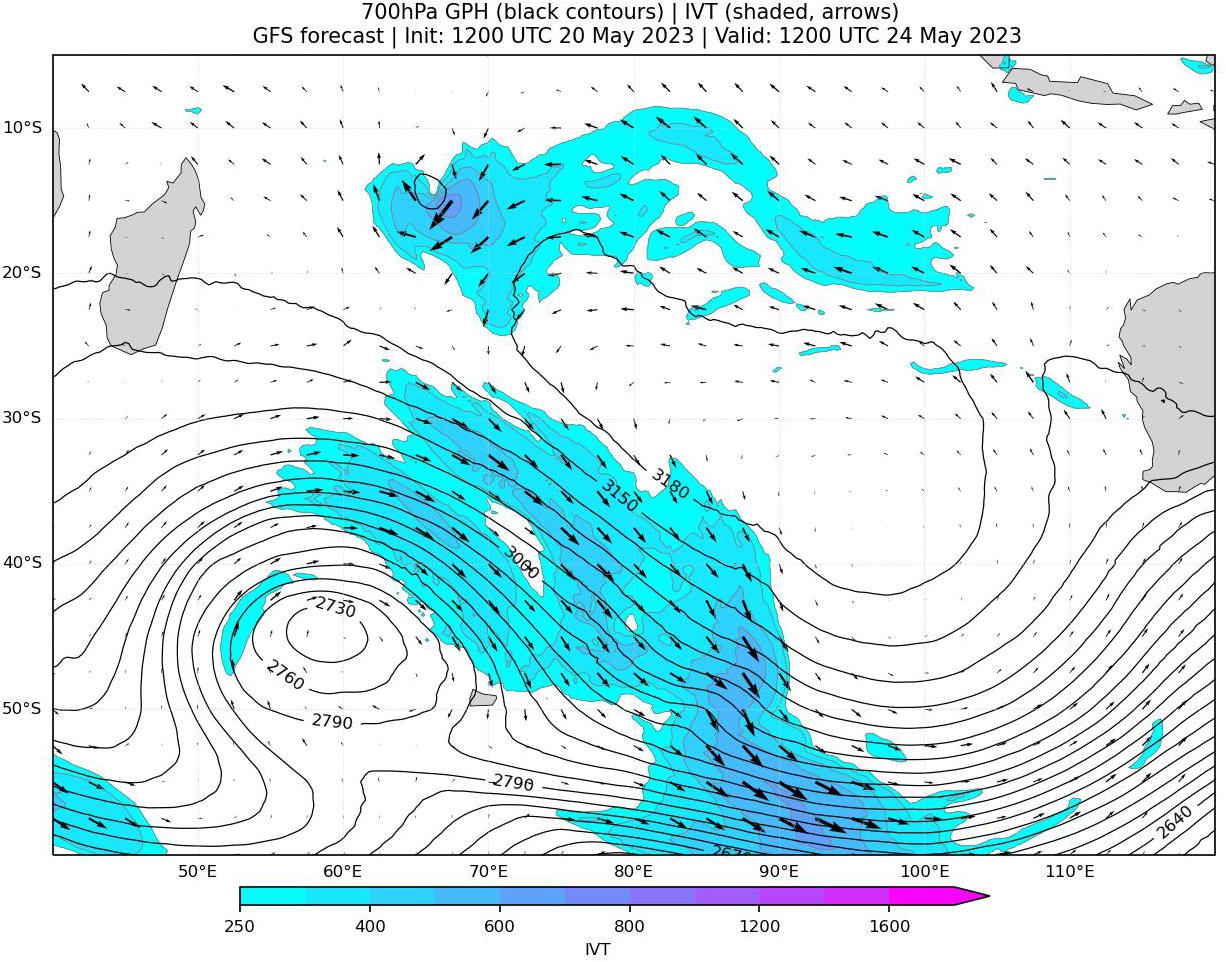 700hPa GPH (black contours) | IVT (shaded, arrows)
GFS forecast | Init: 1200 UTC 20 May 2023 | Valid: 1200 UTC 24 May 2023
10°S
20°S
30°S
3180
3150
40°S
3000
2730
2760
50°S
2790
2790
2640
50°E
60°E
70°E
80°E
90°E
100°E
110°E
250
400
600
800
1200
1600
IVT